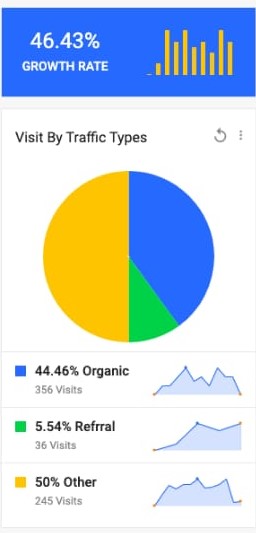 46.43%
GROWTH RATE
Visit By Traffic Types
44.46% Organic
356 Visits
5.54% Refrral
36 Visits
50% Other
245 Visits